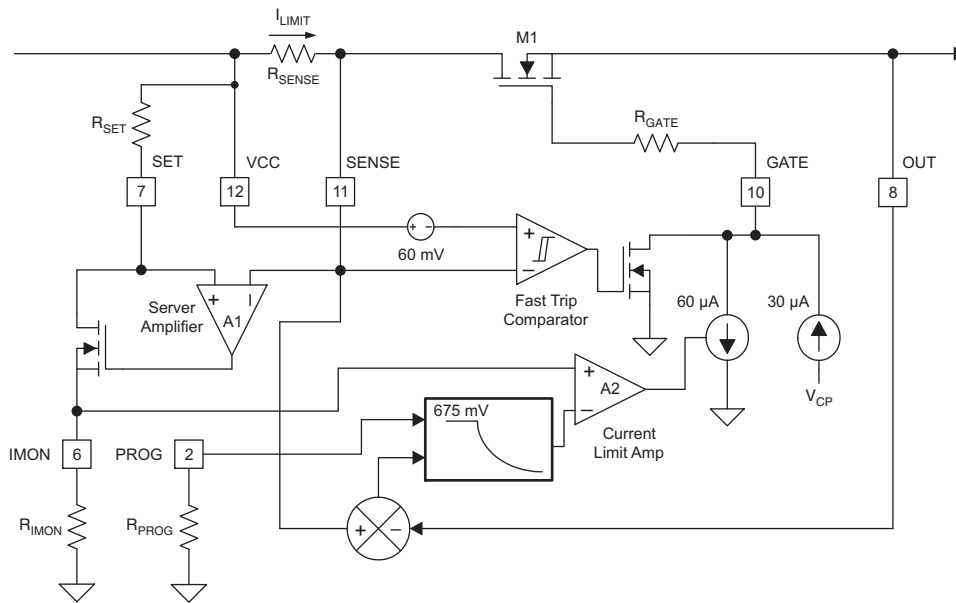 I_LIMIT
M1
R_SENSE
R_SET
R_GATE
SET
VCC
SENSE
GATE
OUT
7
12
11
10
8
+ -
60 mV
+
-
Fast Trip
Comparator
60 µA
30 µA
V_CP
Server
Amplifier
+
-
A1
+
A2
-
Current
Limit Amp
675 mV
IMON
6
PROG
2
R_IMON
R_PROG
+
-